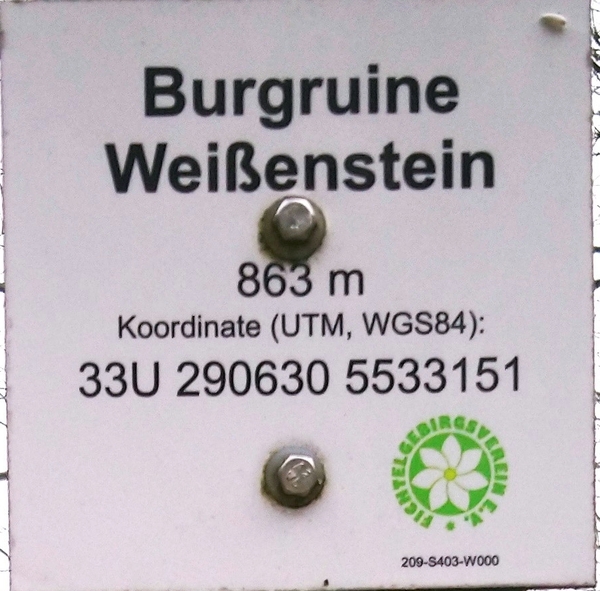 Burgruine
Weißenstein
863 m
Koordinate (UTM, WGS84):
33U 290630 5533151
FICHTELGEBIRGSVEREIN E.V.
209-S403-W000